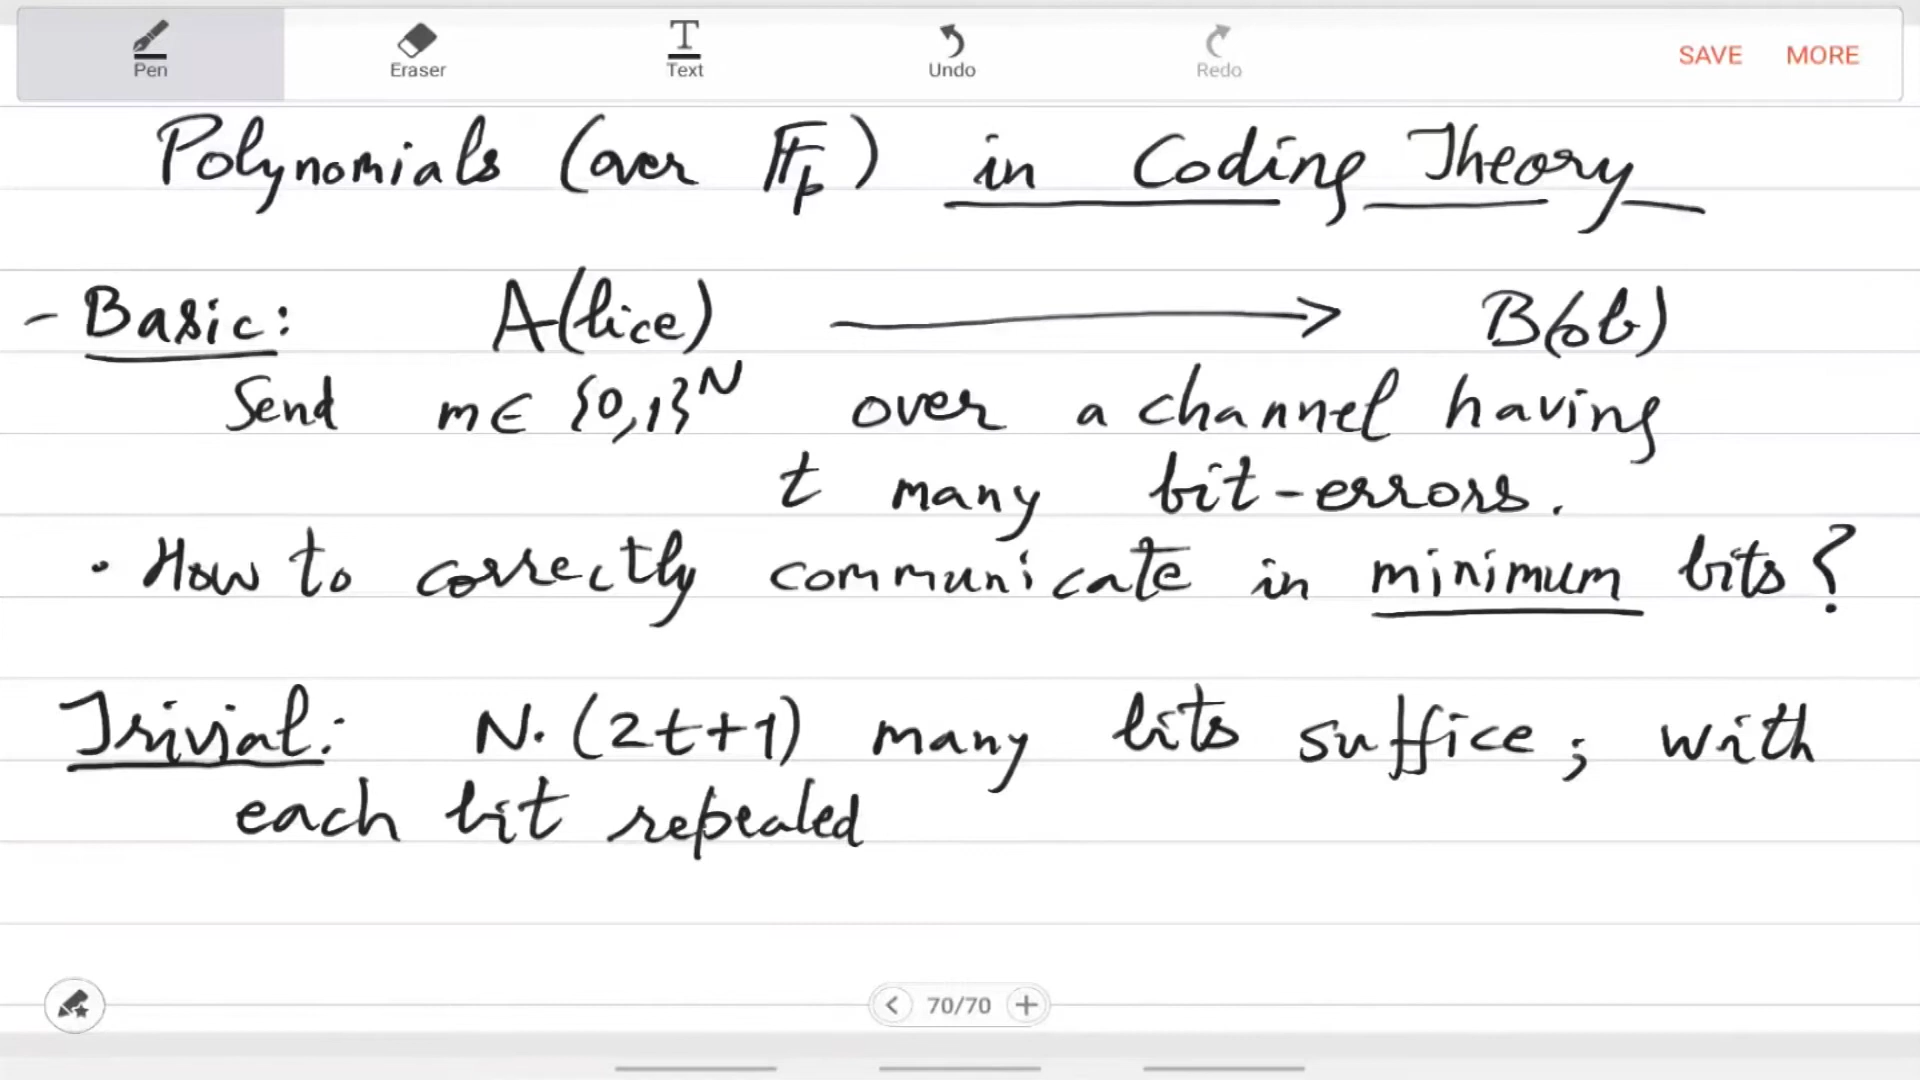 Pen Eraser Text Undo Redo SAVE MORE
Polynomials (over 𝔽p) in Coding Theory
- Basic: A(lice) ⟶ B(ob)
Send m∈{0,1}^N over a channel having
t many bit-errors.
· How to correctly communicate in minimum bits?
Trivial: N·(2t+1) many bits suffice; with
each bit repeated
70/70